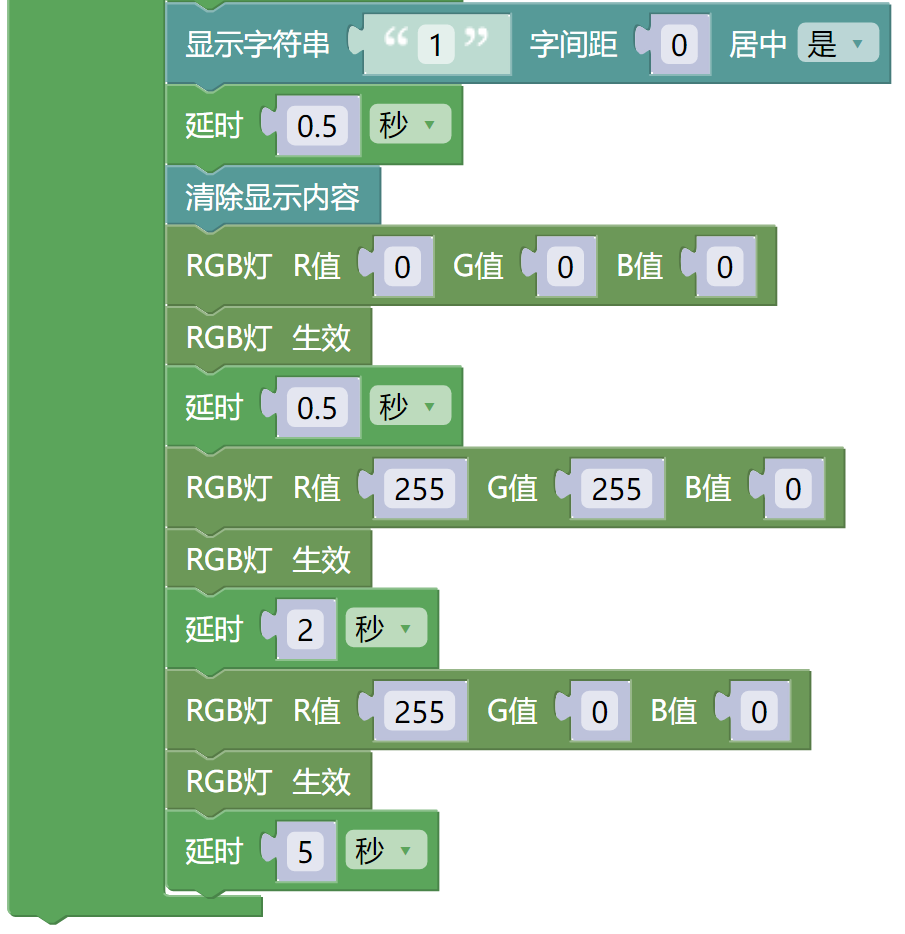 显示字符串 “ 1 ” 字间距 0 居中 是
延时 0.5 秒
清除显示内容
RGB灯 R值 0 G值 0 B值 0
RGB灯 生效
延时 0.5 秒
RGB灯 R值 255 G值 255 B值 0
RGB灯 生效
延时 2 秒
RGB灯 R值 255 G值 0 B值 0
RGB灯 生效
延时 5 秒